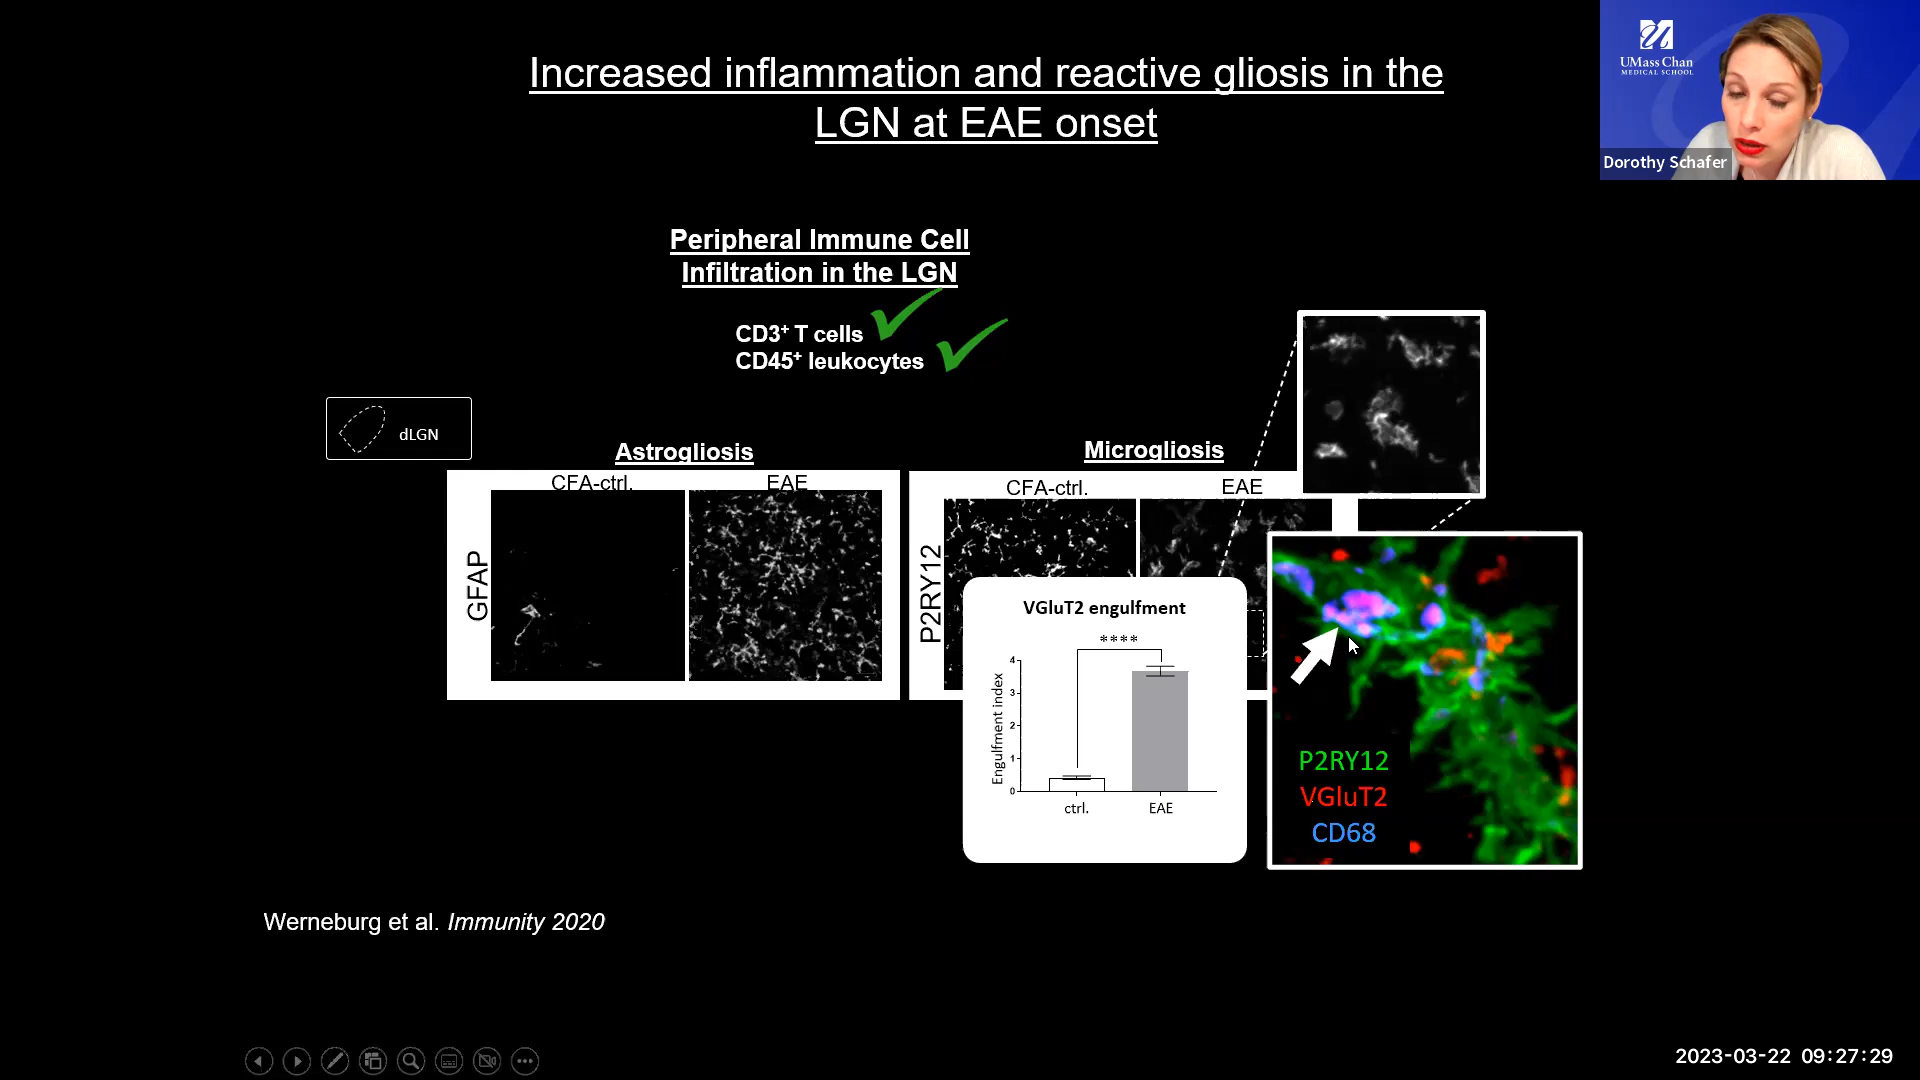 Increased inflammation and reactive gliosis in the
LGN at EAE onset
UMass Chan
MEDICAL SCHOOL
Dorothy Schafer
Peripheral Immune Cell
Infiltration in the LGN
CD3+ T cells
CD45+ leukocytes
dLGN
Astrogliosis
CFA-ctrl.
EAE
GFAP
Microgliosis
CFA-ctrl.
EAE
P2RY12
VGluT2 engulfment
****
Engulfment index
4
3
2
1
0
ctrl.
EAE
P2RY12
VGluT2
CD68
Werneburg et al. Immunity 2020
2023-03-22 09:27:29